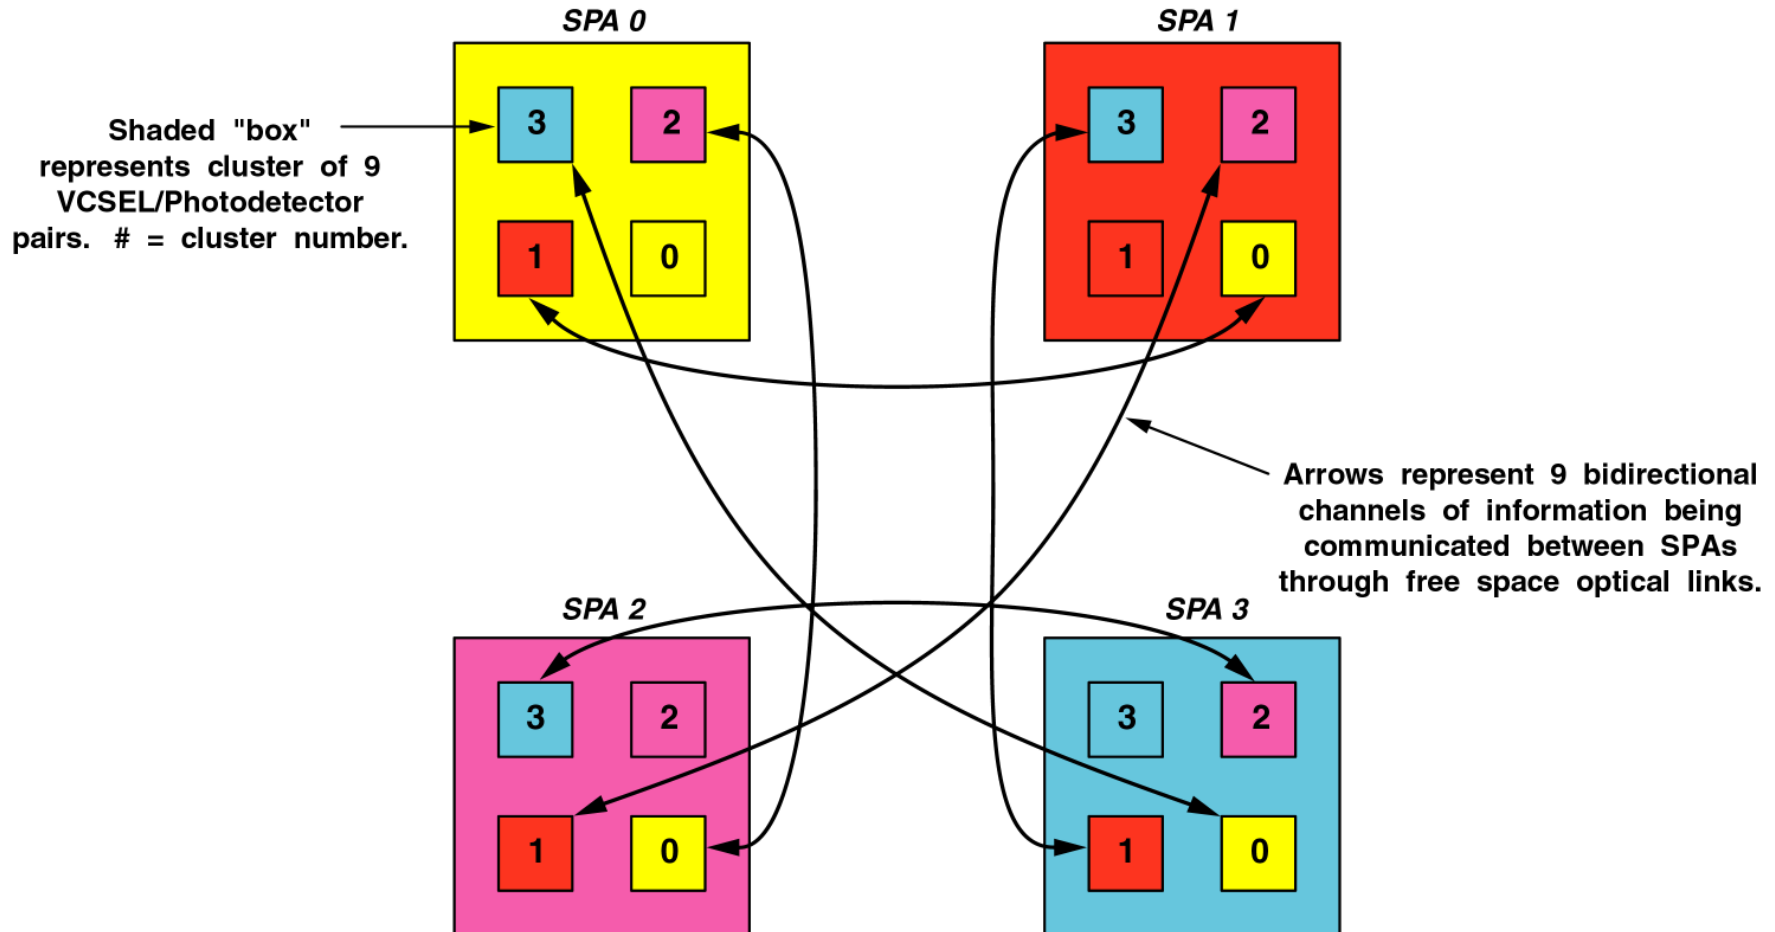 SPA 0
SPA 1
3 2
1 0
3 2
1 0
Shaded "box"
represents cluster of 9
VCSEL/Photodetector
pairs. # = cluster number.
Arrows represent 9 bidirectional
channels of information being
communicated between SPAs
through free space optical links.
SPA 2
SPA 3
3 2
1 0
3 2
1 0